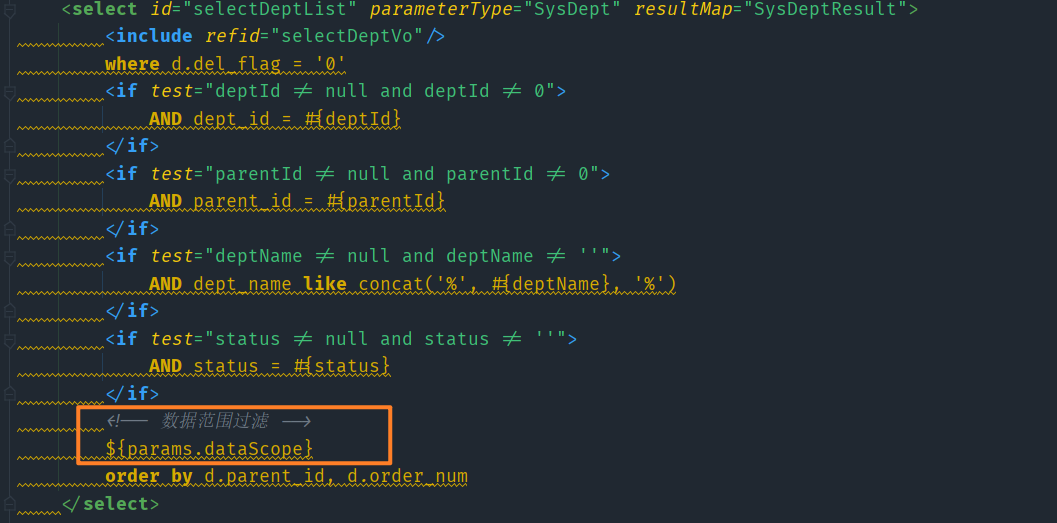 <select id="selectDeptList" parameterType="SysDept" resultMap="SysDeptResult">
<include refid="selectDeptVo"/>
where d.del_flag = '0'
<if test="deptId != null and deptId != 0">
AND dept_id = #{deptId}
</if>
<if test="parentId != null and parentId != 0">
AND parent_id = #{parentId}
</if>
<if test="deptName != null and deptName != ''">
AND dept_name like concat('%', #{deptName}, '%')
</if>
<if test="status != null and status != ''">
AND status = #{status}
</if>
<!-- 数据范围过滤 -->
${params.dataScope}
order by d.parent_id, d.order_num
</select>